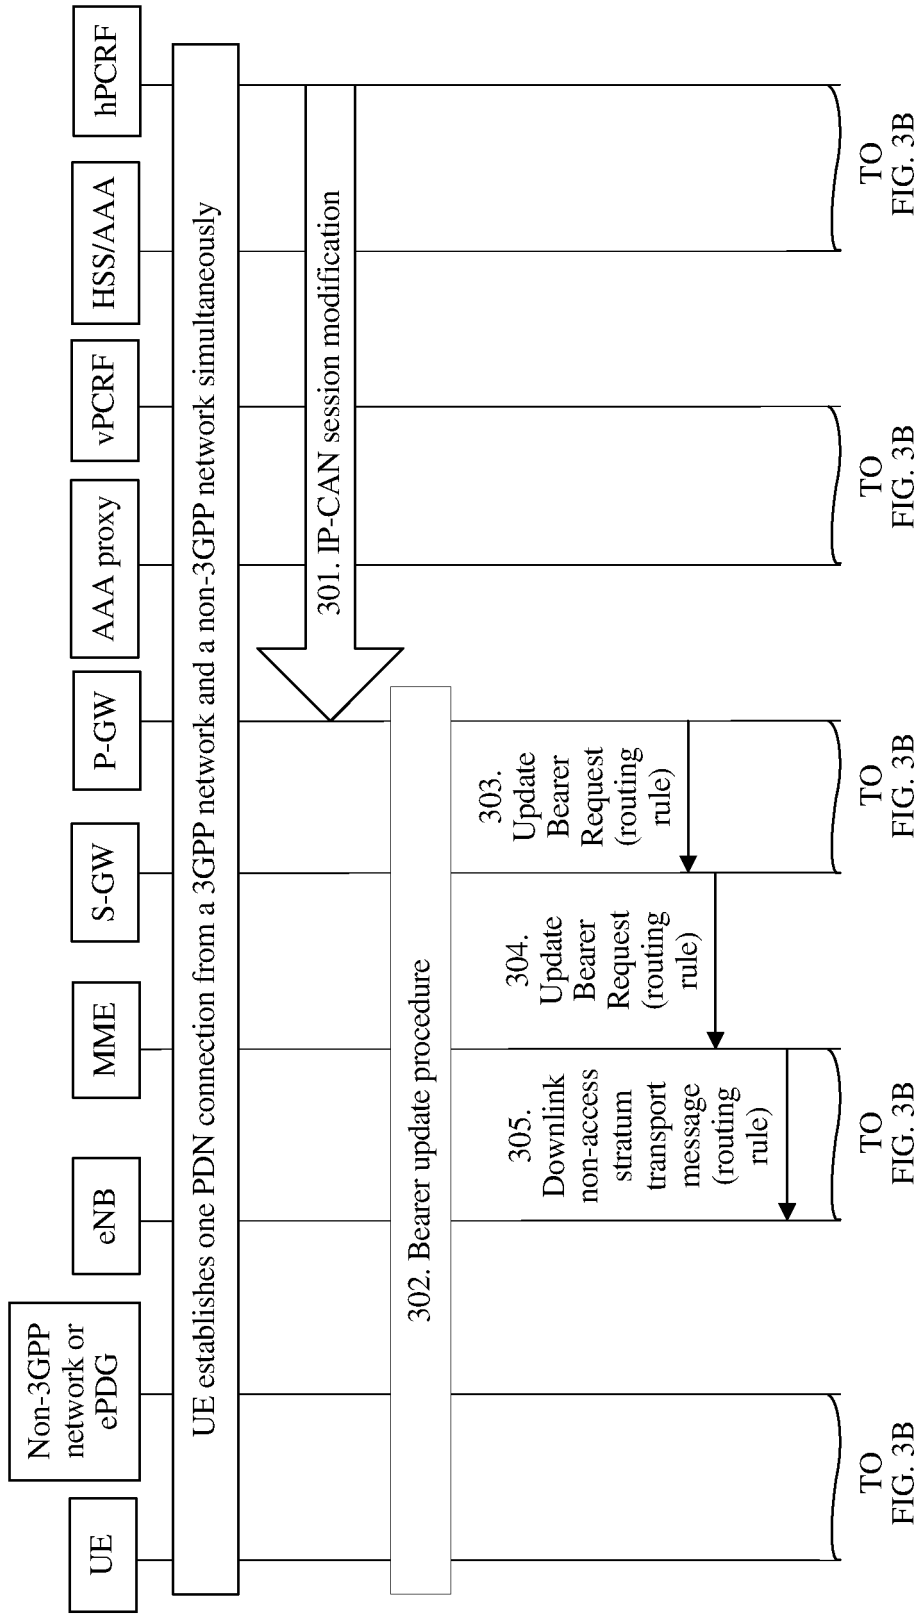 UE
Non-3GPP
network or
ePDG
eNB
MME
S-GW
P-GW
AAA proxy
vPCRF
HSS/AAA
hPCRF
UE establishes one PDN connection from a 3GPP network and a non-3GPP network simultaneously
301. IP-CAN session modification
302. Bearer update procedure
303.
Update
Bearer
Request
(routing
rule)
304.
Update
Bearer
Request
(routing
rule)
305.
Downlink
non-access
stratum
transport
message
(routing
rule)
TO
FIG. 3B
TO
FIG. 3B
TO
FIG. 3B
TO
FIG. 3B
TO
FIG. 3B